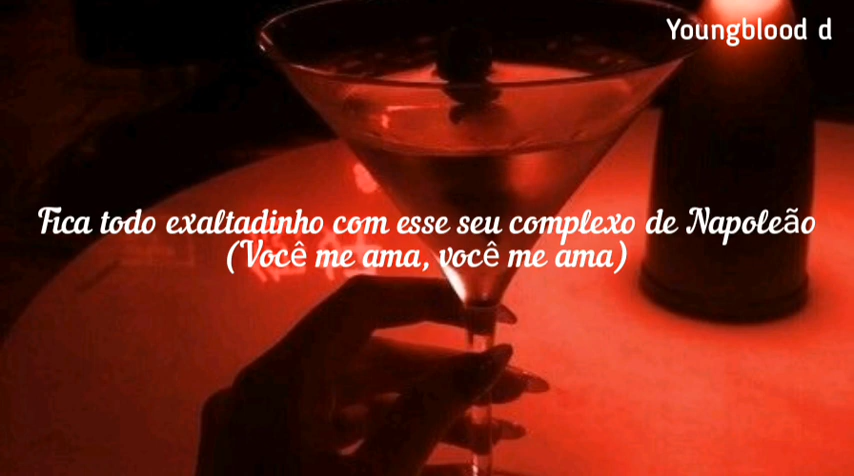 Youngblood d
Fica todo exaltadinho com esse seu complexo de Napoleão
(Você me ama, você me ama)